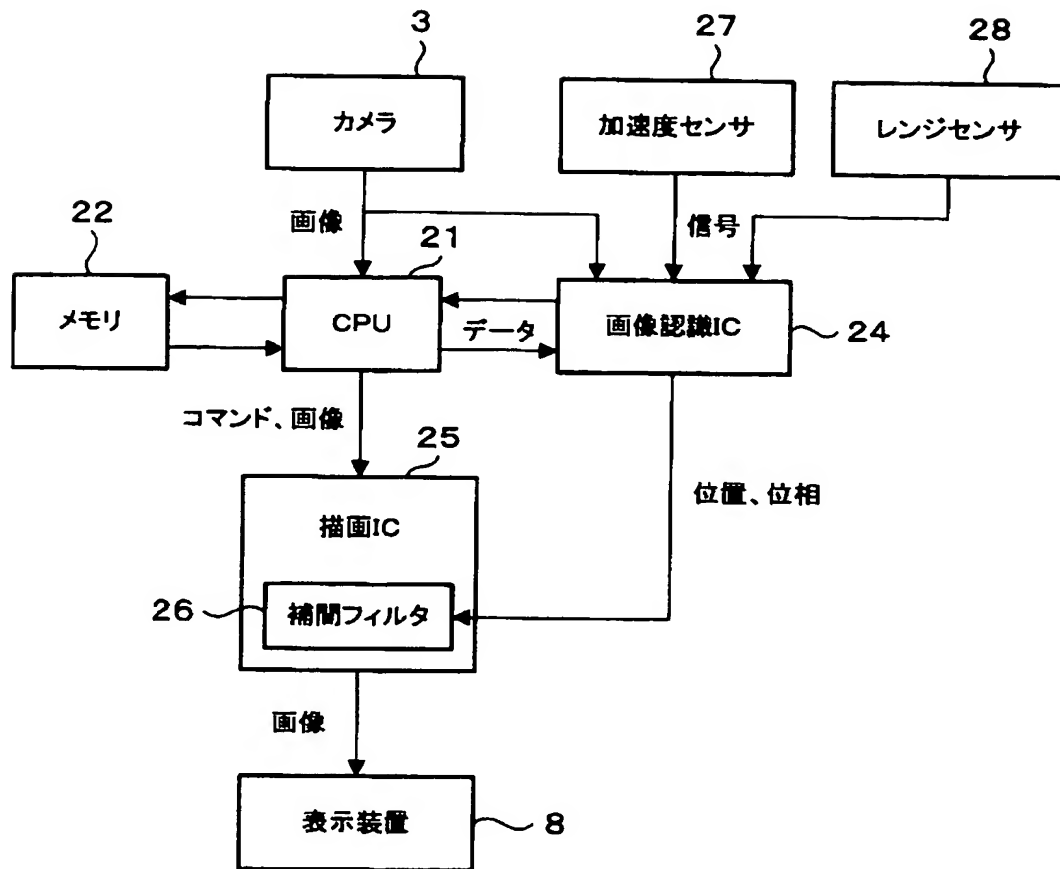 3
27
28
カメラ
加速度センサ
レンジセンサ
22
画像
21
信号
メモリ
CPU
データ
画像認識IC
24
コマンド、画像
25
位置、位相
描画IC
26
補間フィルタ
画像
表示装置
8